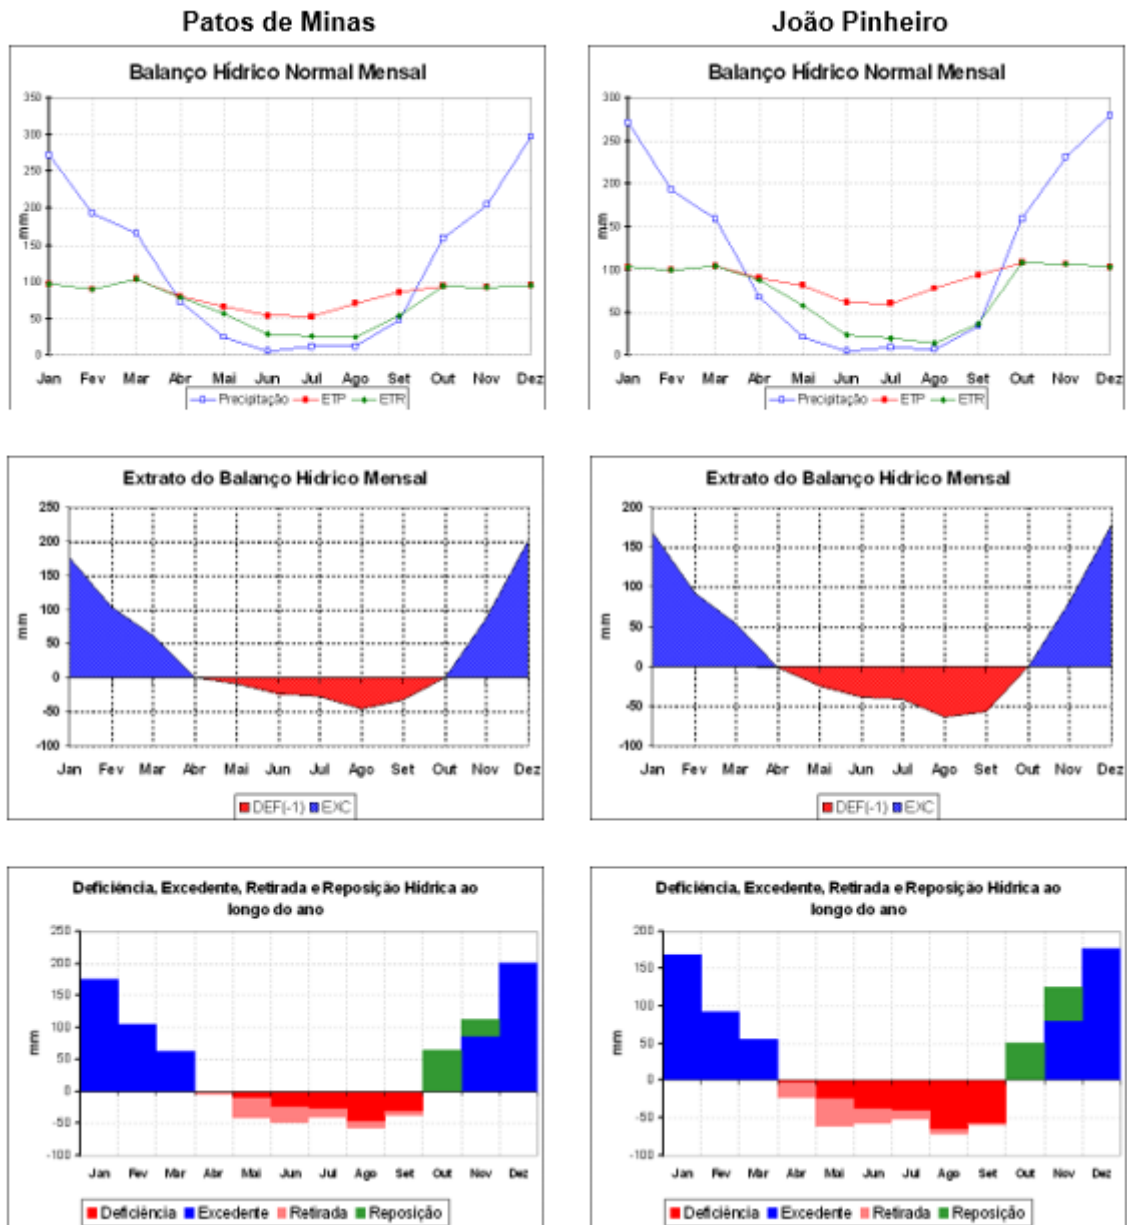 Patos de Minas
João Pinheiro
Balanço Hídrico Normal Mensal
350
300
250
200
150
100
50
0
mm
Jan Fev Mar Abr Mai Jun Jul Ago Set Out Nov Dez
Precipitação ETP ETR
Balanço Hídrico Normal Mensal
300
250
200
150
100
50
0
mm
Jan Fev Mar Abr Mai Jun Jul Ago Set Out Nov Dez
Precipitação ETP ETR
Extrato do Balanço Hídrico Mensal
250
200
150
100
50
0
-50
-100
mm
Jan Fev Mar Abr Mai Jun Jul Ago Set Out Nov Dez
DEF(-1) EXC
Extrato do Balanço Hídrico Mensal
200
150
100
50
0
-50
-100
mm
Jan Fev Mar Abr Mai Jun Jul Ago Set Out Nov Dez
DEF(-1) EXC
Deficiência, Excedente, Retirada e Reposição Hídrica ao
longo do ano
250
200
150
100
50
0
-50
-100
mm
Jan Fev Mar Abr Mai Jun Jul Ago Set Out Nov Dez
Deficiência Excedente Retirada Reposição
Deficiência, Excedente, Retirada e Reposição Hídrica ao
longo do ano
200
150
100
50
0
-50
-100
mm
Jan Fev Mar Abr Mai Jun Jul Ago Set Out Nov Dez
Deficiência Excedente Retirada Reposição